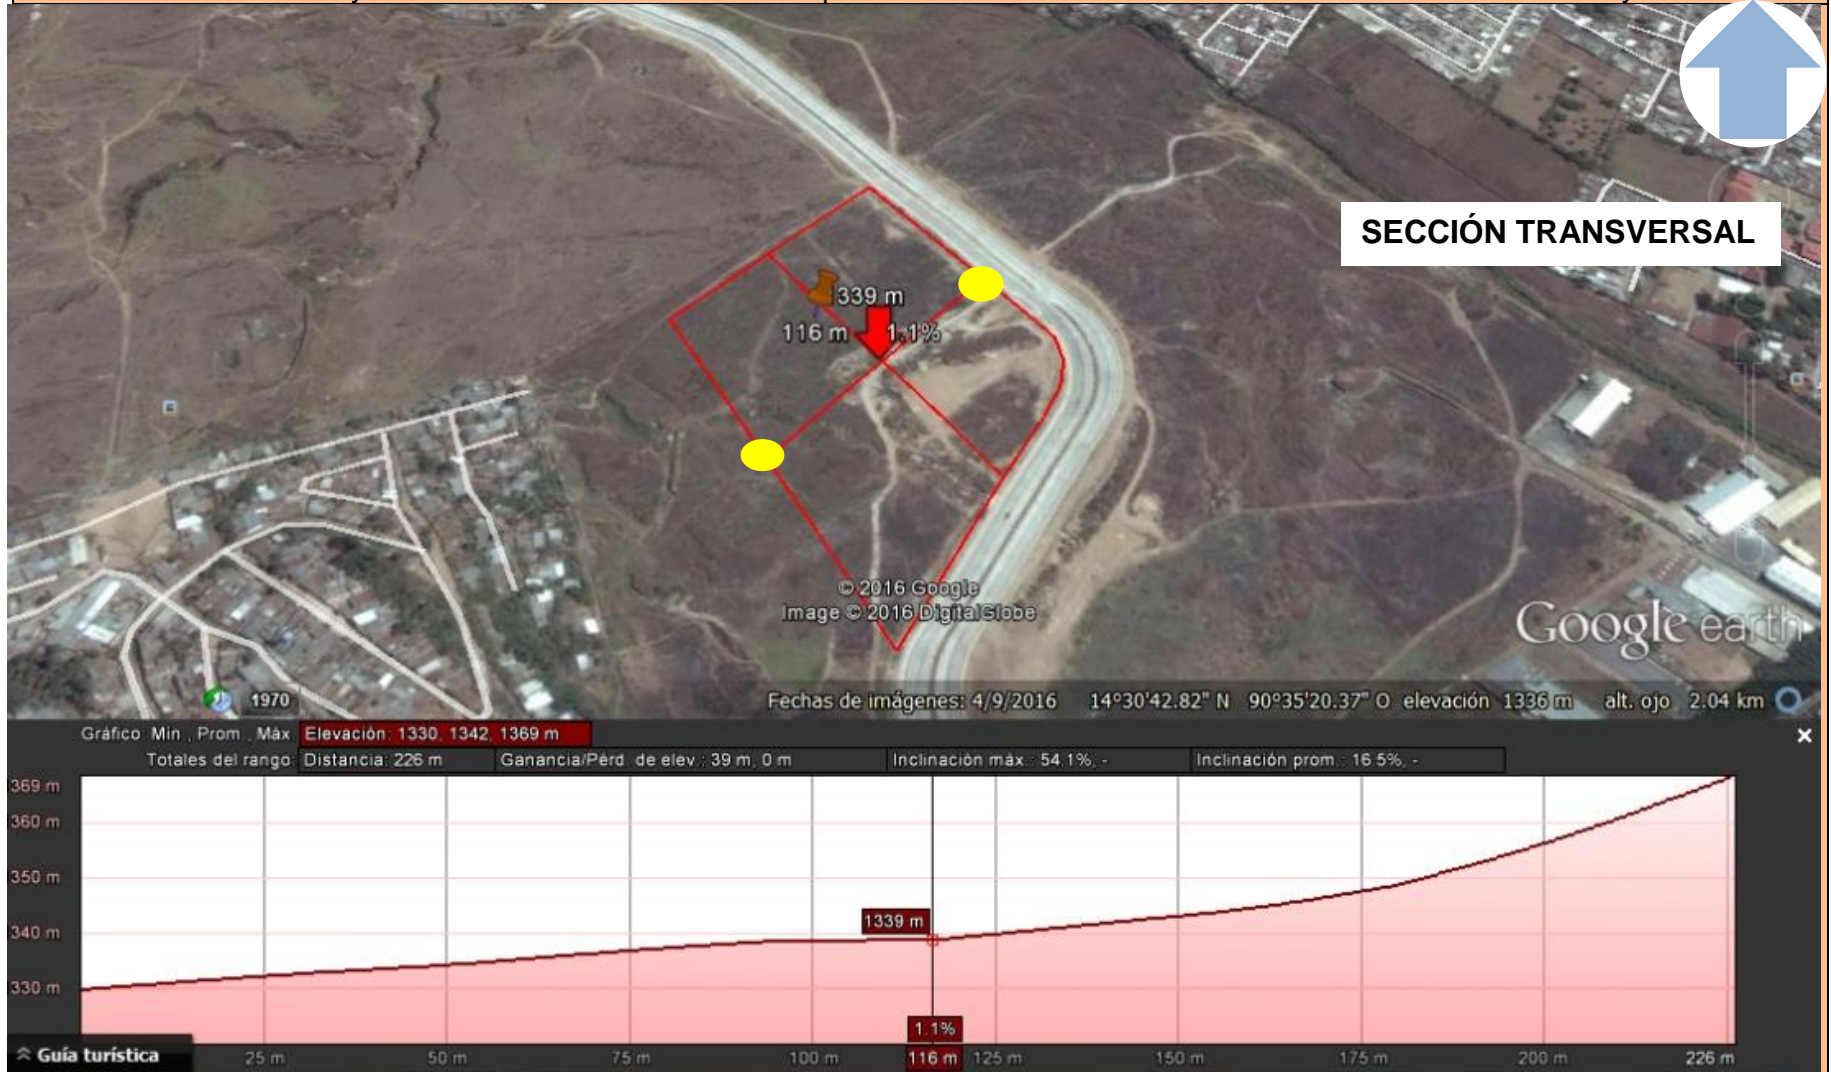 SECCIÓN TRANSVERSAL
339 m
116 m 1.1%
© 2016 Google
Image © 2016 DigitalGlobe
Google earth
1970
Fechas de imágenes: 4/9/2016 14°30'42.82" N 90°35'20.37" O elevación 1336 m alt. ojo 2.04 km
Gráfico: Mín., Prom., Máx. Elevación: 1330, 1342, 1369 m
Totales del rango: Distancia: 226 m Ganancia/Pérd. de elev.: 39 m, 0 m Inclinación máx.: 54.1%, - Inclinación prom.: 16.5%, -
369 m
360 m
350 m
340 m
330 m
1339 m
1.1%
Guía turística 25 m 50 m 75 m 100 m 116 m 125 m 150 m 175 m 200 m 226 m